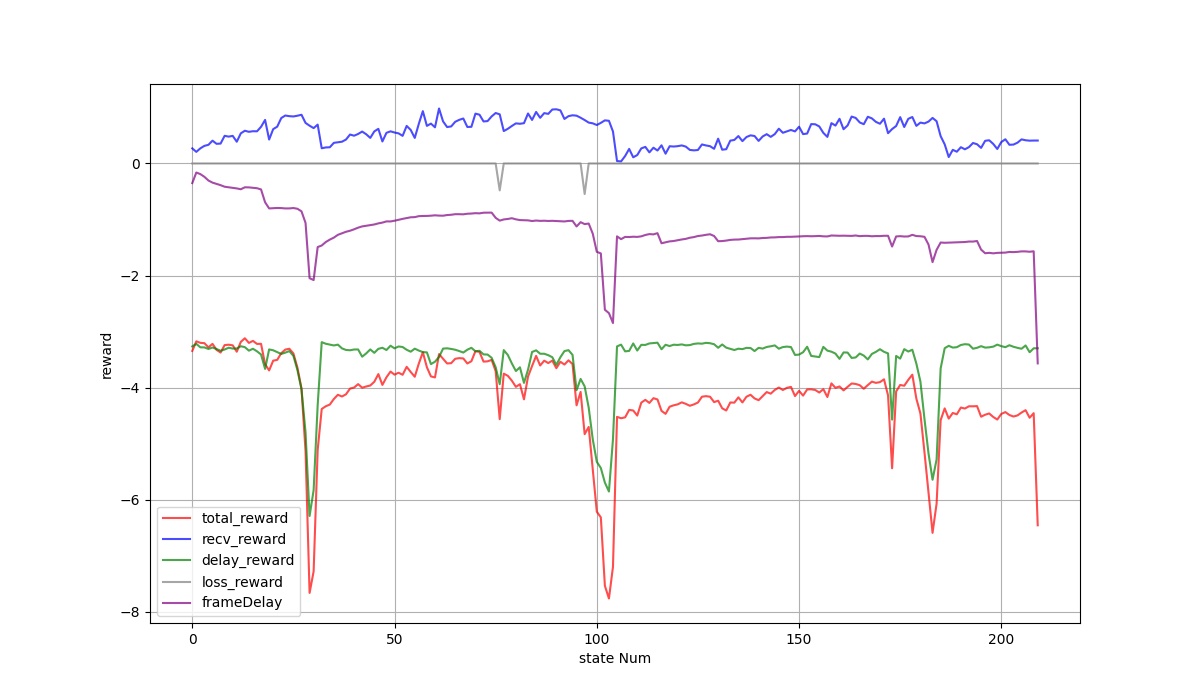 reward
0
−2
−4
−6
−8
total_reward
recv_reward
delay_reward
loss_reward
frameDelay
0
50
100
150
200
state Num